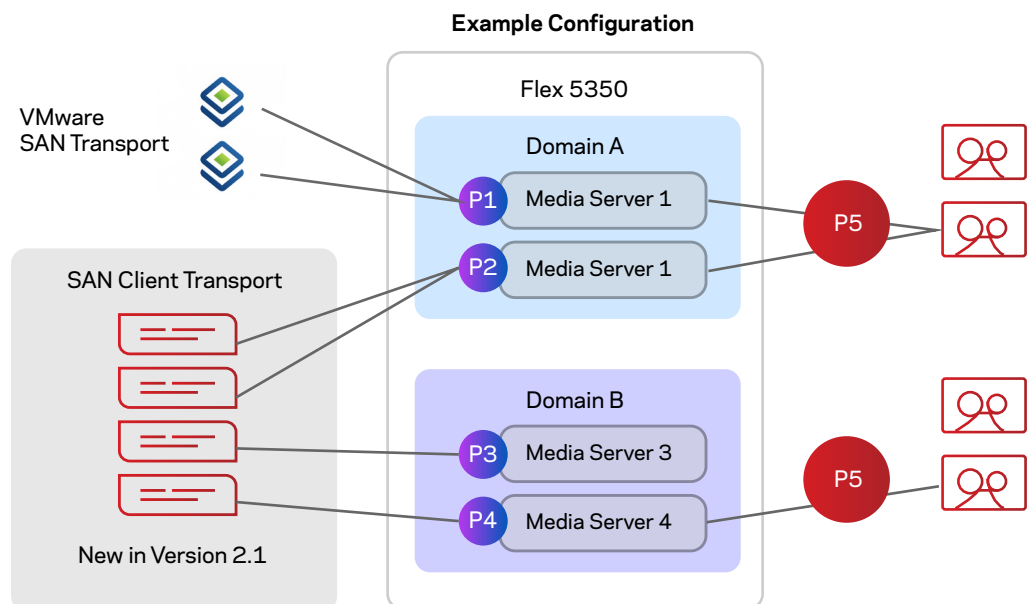 Example Configuration
VMware
SAN Transport
Flex 5350
Domain A
P1
Media Server 1
P2
Media Server 1
P5
SAN Client Transport
New in Version 2.1
Domain B
P3
Media Server 3
P4
Media Server 4
P5